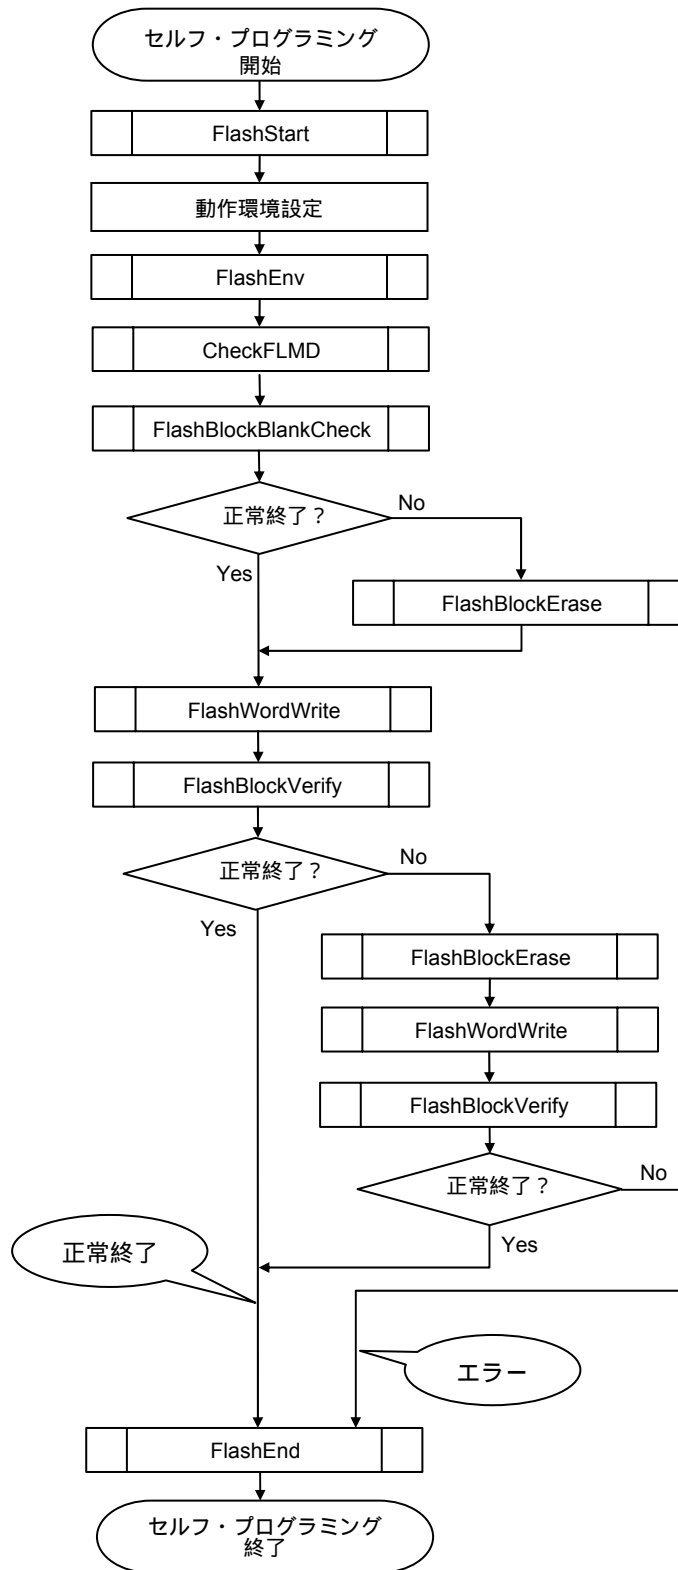 セルフ・プログラミング
開始
FlashStart
動作環境設定
FlashEnv
CheckFLMD
FlashBlockBlankCheck
正常終了？
No
Yes
FlashBlockErase
FlashWordWrite
FlashBlockVerify
正常終了？
No
Yes
FlashBlockErase
FlashWordWrite
FlashBlockVerify
正常終了？
No
Yes
正常終了
エラー
FlashEnd
セルフ・プログラミング
終了